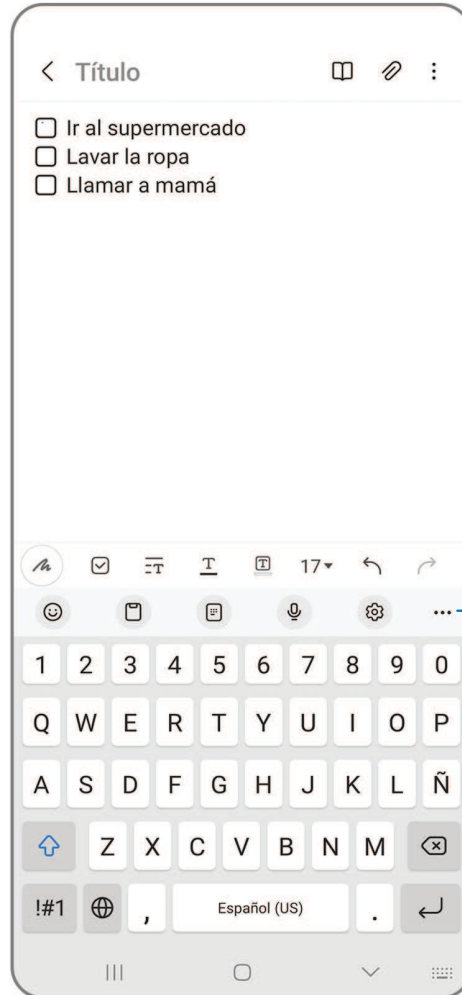 Título
Ir al supermercado
Lavar la ropa
Llamar a mamá
17
1 2 3 4 5 6 7 8 9 0
Q W E R T Y U I O P
A S D F G H J K L Ñ
Z X C V B N M
!#1 , Español (US) .